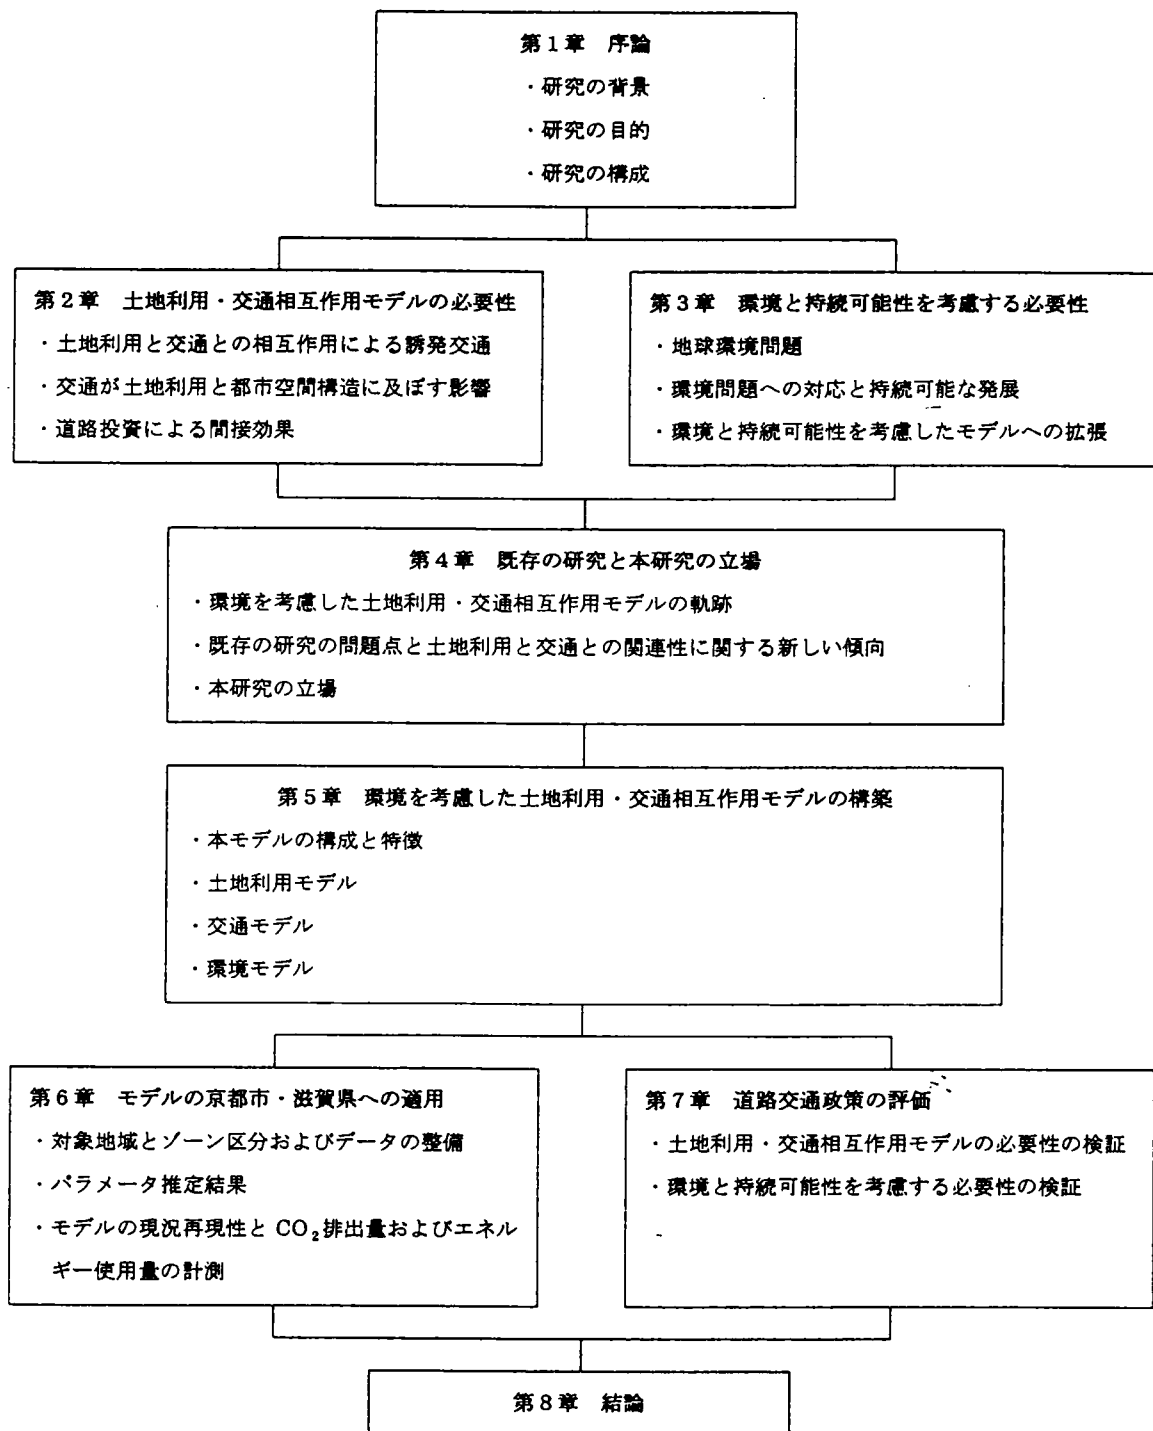 第1章 序論
・研究の背景
・研究の目的
・研究の構成
第2章 土地利用・交通相互作用モデルの必要性
・土地利用と交通との相互作用による誘発交通
・交通が土地利用と都市空間構造に及ぼす影響
・道路投資による間接効果
第3章 環境と持続可能性を考慮する必要性
・地球環境問題
・環境問題への対応と持続可能な発展
・環境と持続可能性を考慮したモデルへの拡張
第4章 既存の研究と本研究の立場
・環境を考慮した土地利用・交通相互作用モデルの軌跡
・既存の研究の問題点と土地利用と交通との関連性に関する新しい傾向
・本研究の立場
第5章 環境を考慮した土地利用・交通相互作用モデルの構築
・本モデルの構成と特徴
・土地利用モデル
・交通モデル
・環境モデル
第6章 モデルの京都市・滋賀県への適用
・対象地域とゾーン区分およびデータの整備
・パラメータ推定結果
・モデルの現況再現性と CO₂排出量およびエネル
ギー使用量の計測
第7章 道路交通政策の評価
・土地利用・交通相互作用モデルの必要性の検証
・環境と持続可能性を考慮する必要性の検証
第8章 結論